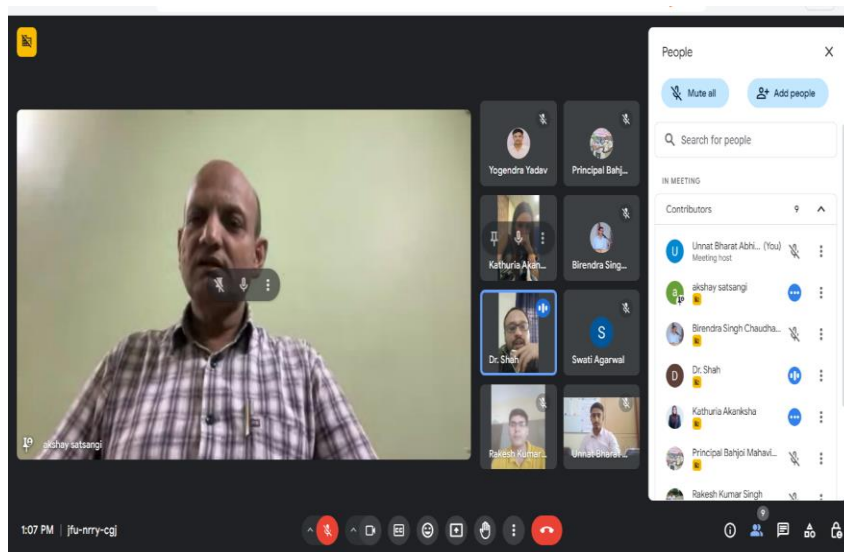 People
Mute all
Add people
Search for people
IN MEETING
Contributors 9
Unnat Bharat Abhi... (You)
Meeting host
akshay satsangi
Birendra Singh Chaudha...
Dr. Shah
Kathuria Akanksha
Principal Bahjoi Mahavi...
Rakesh Kumar Singh
Yogendra Yadav
Principal Bahj...
Kathuria Akan...
Birendra Sing...
Dr. Shah
Swati Agarwal
Rakesh Kumar ...
Unnat Bharat ...
akshay satsangi
1:07 PM | jfu-nrry-cgj
9
U
a
D
S